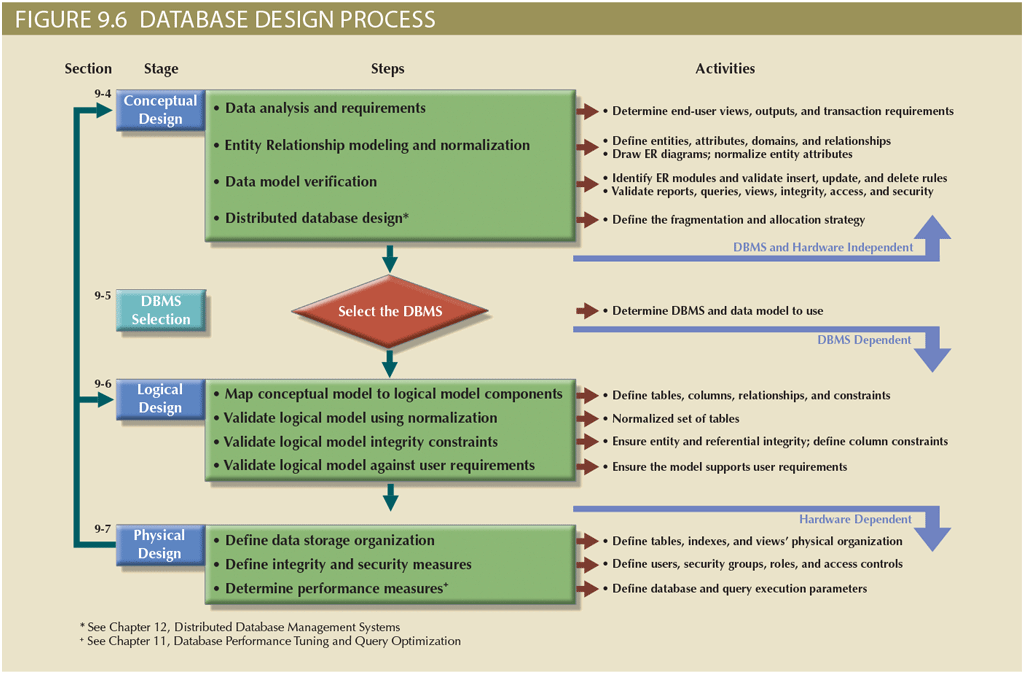 FIGURE 9.6 DATABASE DESIGN PROCESS
Section Stage Steps Activities
9-4
Conceptual
Design
• Data analysis and requirements
• Determine end-user views, outputs, and transaction requirements
• Entity Relationship modeling and normalization
• Define entities, attributes, domains, and relationships
• Draw ER diagrams; normalize entity attributes
• Data model verification
• Identify ER modules and validate insert, update, and delete rules
• Validate reports, queries, views, integrity, access, and security
• Distributed database design*
• Define the fragmentation and allocation strategy
DBMS and Hardware Independent
9-5
DBMS
Selection
Select the DBMS
• Determine DBMS and data model to use
DBMS Dependent
9-6
Logical
Design
• Map conceptual model to logical model components
• Define tables, columns, relationships, and constraints
• Validate logical model using normalization
• Normalized set of tables
• Validate logical model integrity constraints
• Ensure entity and referential integrity; define column constraints
• Validate logical model against user requirements
• Ensure the model supports user requirements
Hardware Dependent
9-7
Physical
Design
• Define data storage organization
• Define tables, indexes, and views’ physical organization
• Define integrity and security measures
• Define users, security groups, roles, and access controls
• Determine performance measures+
• Define database and query execution parameters
* See Chapter 12, Distributed Database Management Systems
+ See Chapter 11, Database Performance Tuning and Query Optimization